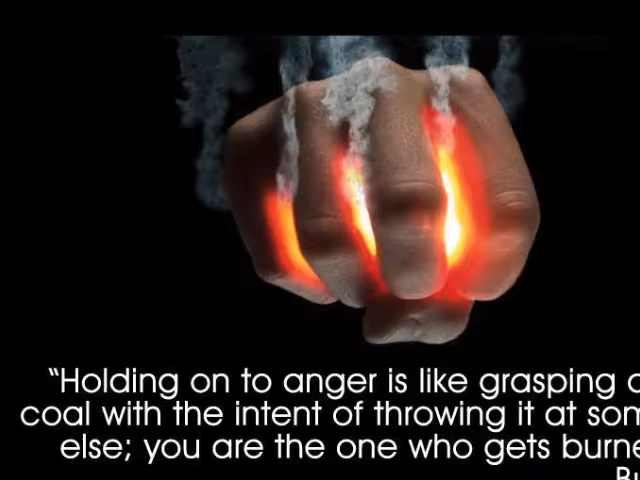 “Holding on to anger is like grasping
coal with the intent of throwing it at som
else; you are the one who gets burne